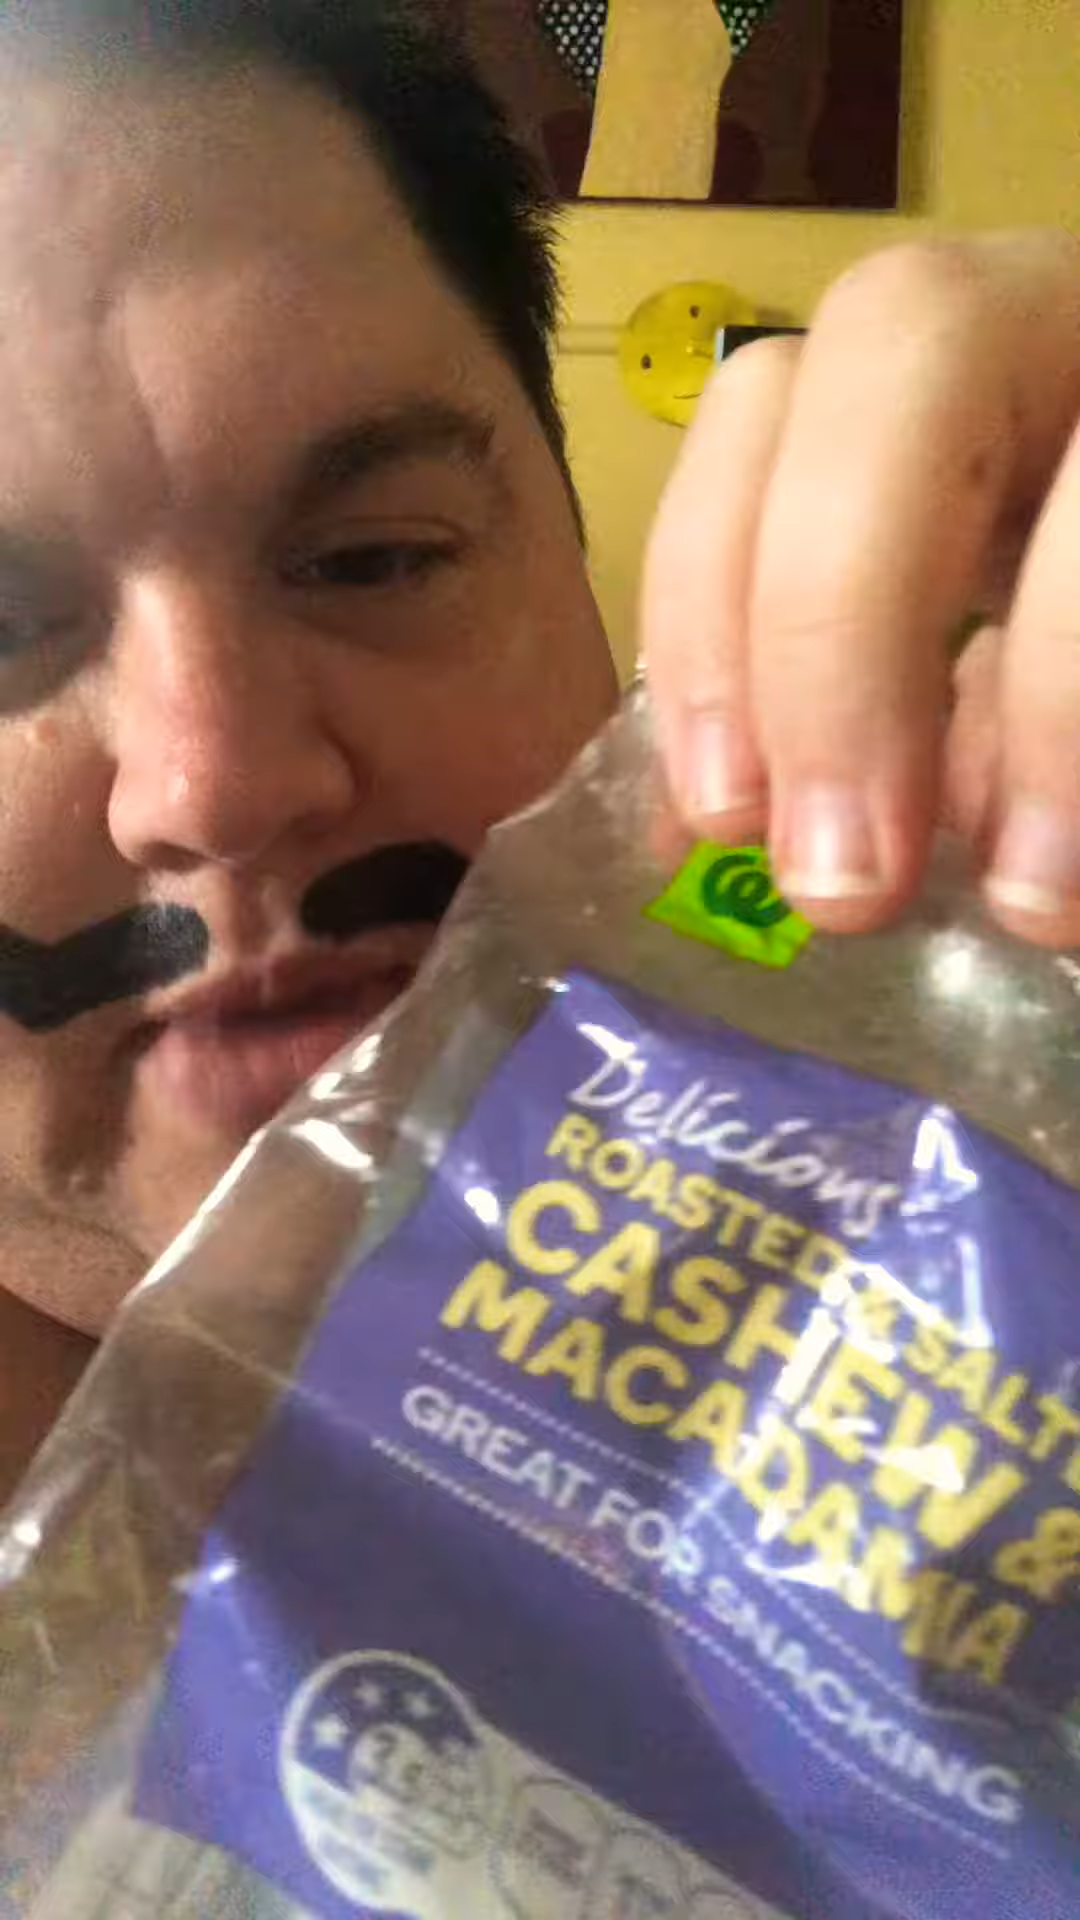 Delicious
ROASTED & SALTED
CASHEW &
MACADAMIA
GREAT FOR SNACKING